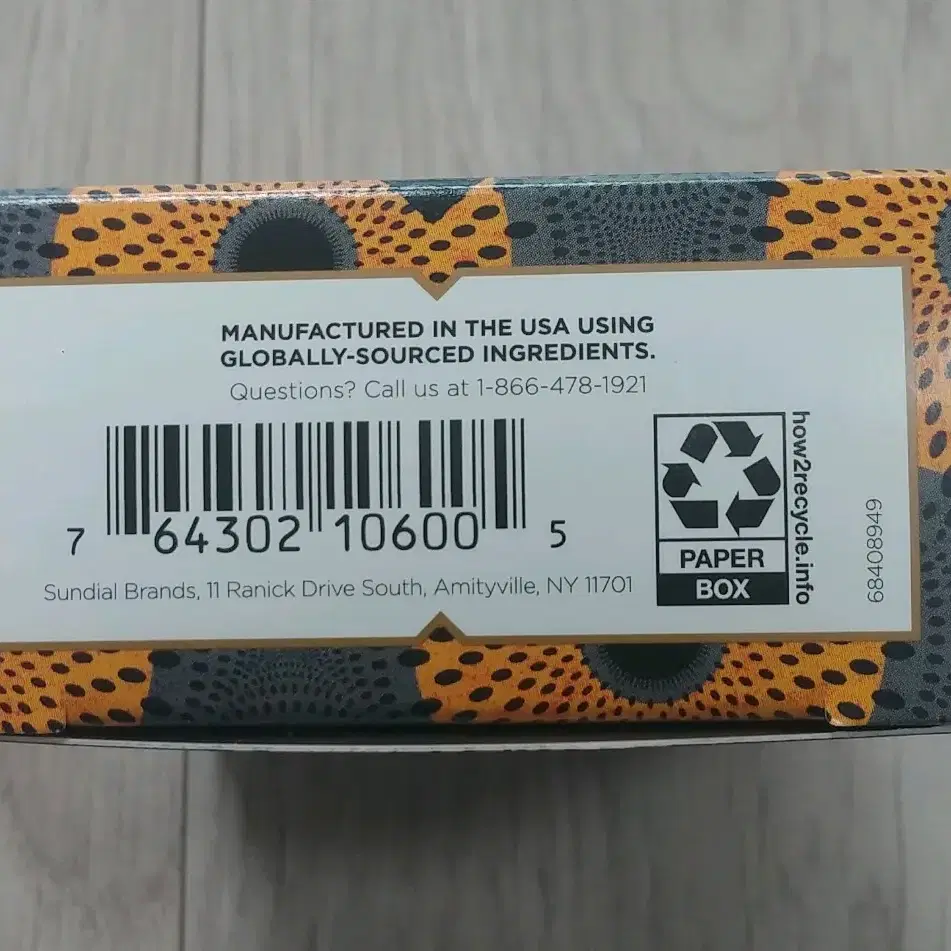 MANUFACTURED IN THE USA USING
GLOBALLY-SOURCED INGREDIENTS.
Questions? Call us at 1-866-478-1921
7 64302 10600 5
Sundial Brands, 11 Ranick Drive South, Amityville, NY 11701
PAPER
BOX
how2recycle.info
68408949